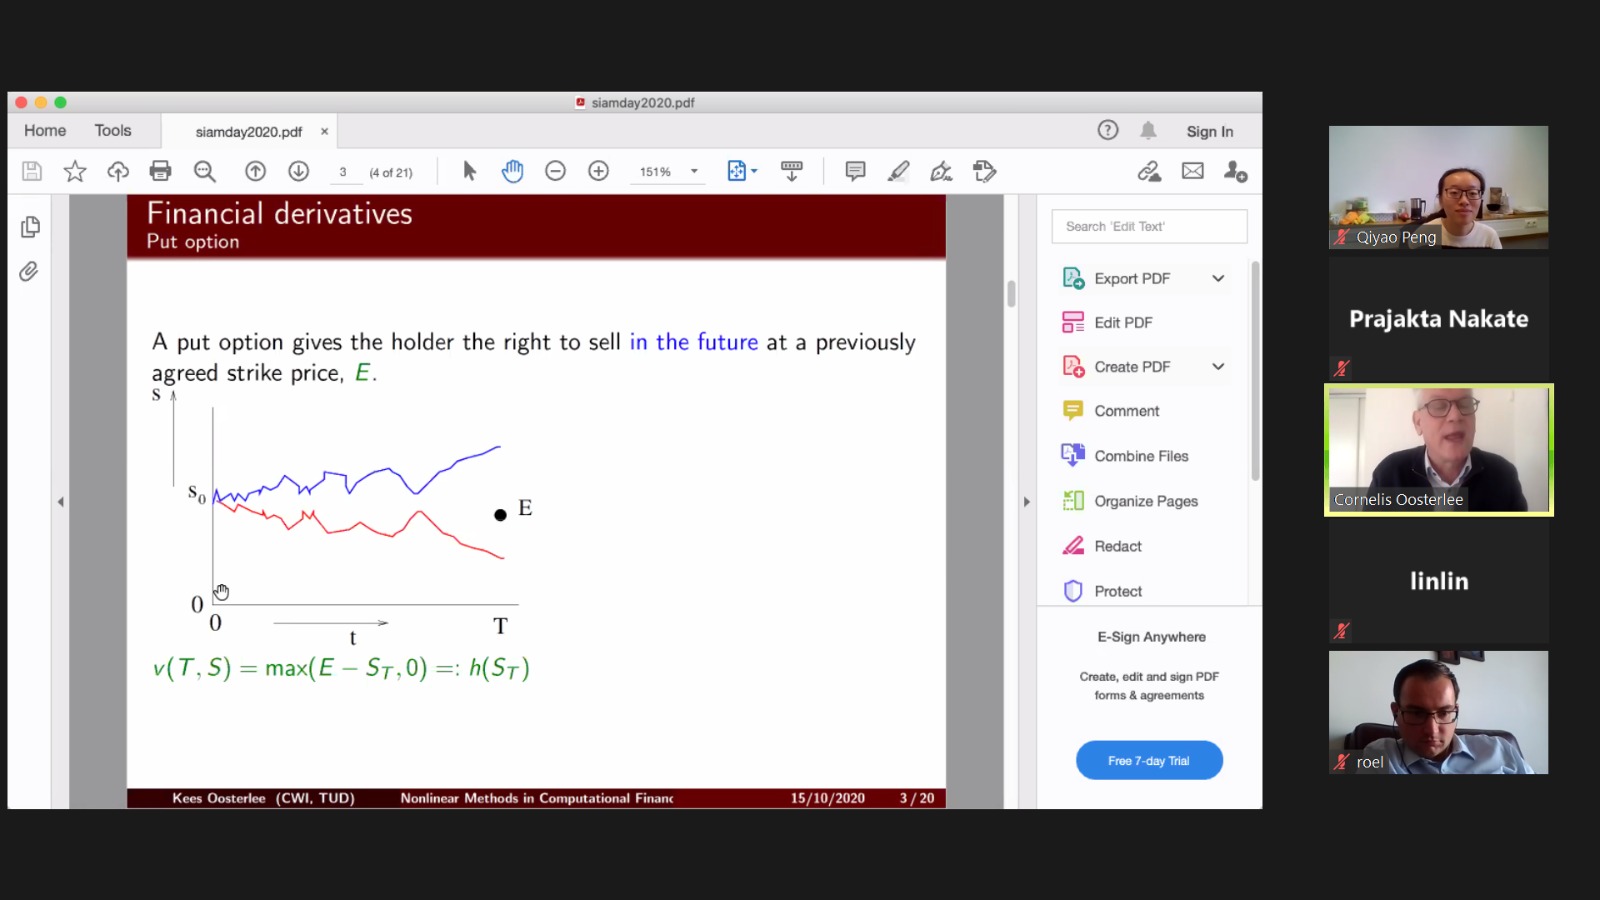 siamday2020.pdf
Home
Tools
siamday2020.pdf ×
Sign In
3
(4 of 21)
151%
Financial derivatives
Put option
A put option gives the holder the right to sell in the future at a previously
agreed strike price, E.
S
S0
E
0
0
T
t
v(T, S) = max(E − S_T, 0) =: h(S_T)
Kees Oosterlee (CWI, TUD)
Nonlinear Methods in Computational Financ
15/10/2020
3 / 20
Search 'Edit Text'
Export PDF
Edit PDF
Create PDF
Comment
Combine Files
Organize Pages
Redact
Protect
E-Sign Anywhere
Create, edit and sign PDF
forms & agreements
Free 7-day Trial
Qiyao Peng
Prajakta Nakate
Cornelis Oosterlee
linlin
roel